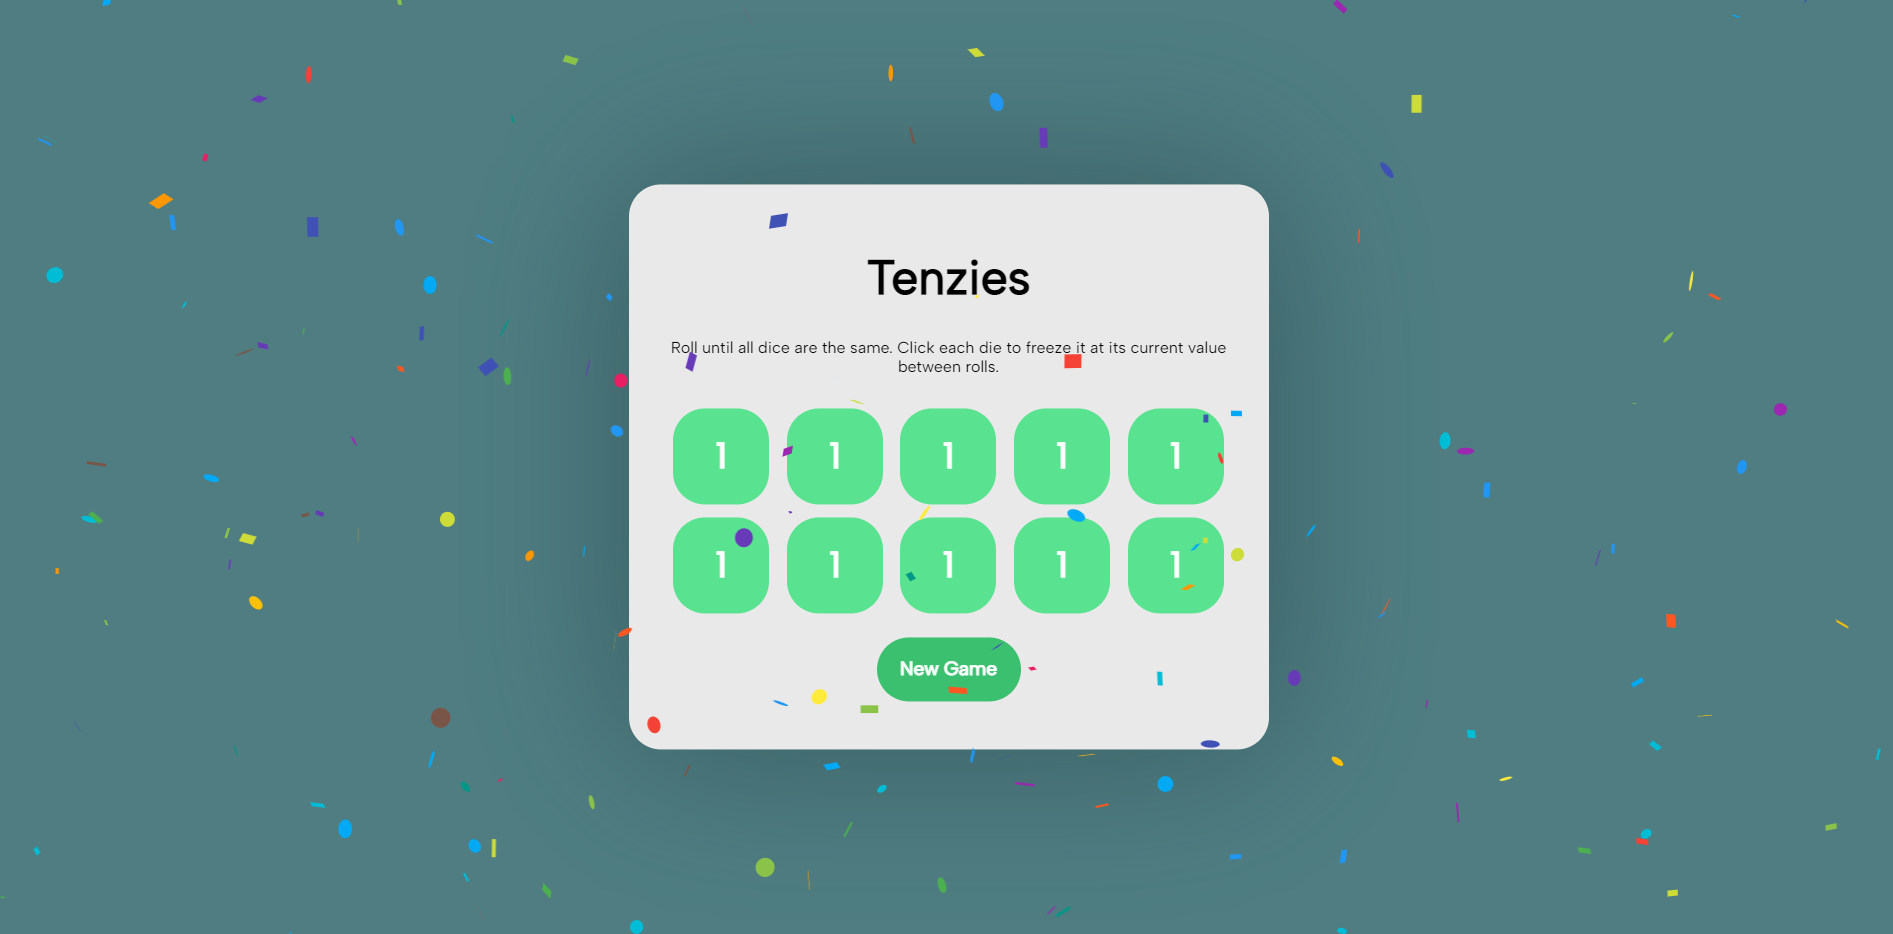 Tenzies
Roll until all dice are the same. Click each die to freeze it at its current value
between rolls.
1 1 1 1 1
1 1 1 1 1
New Game